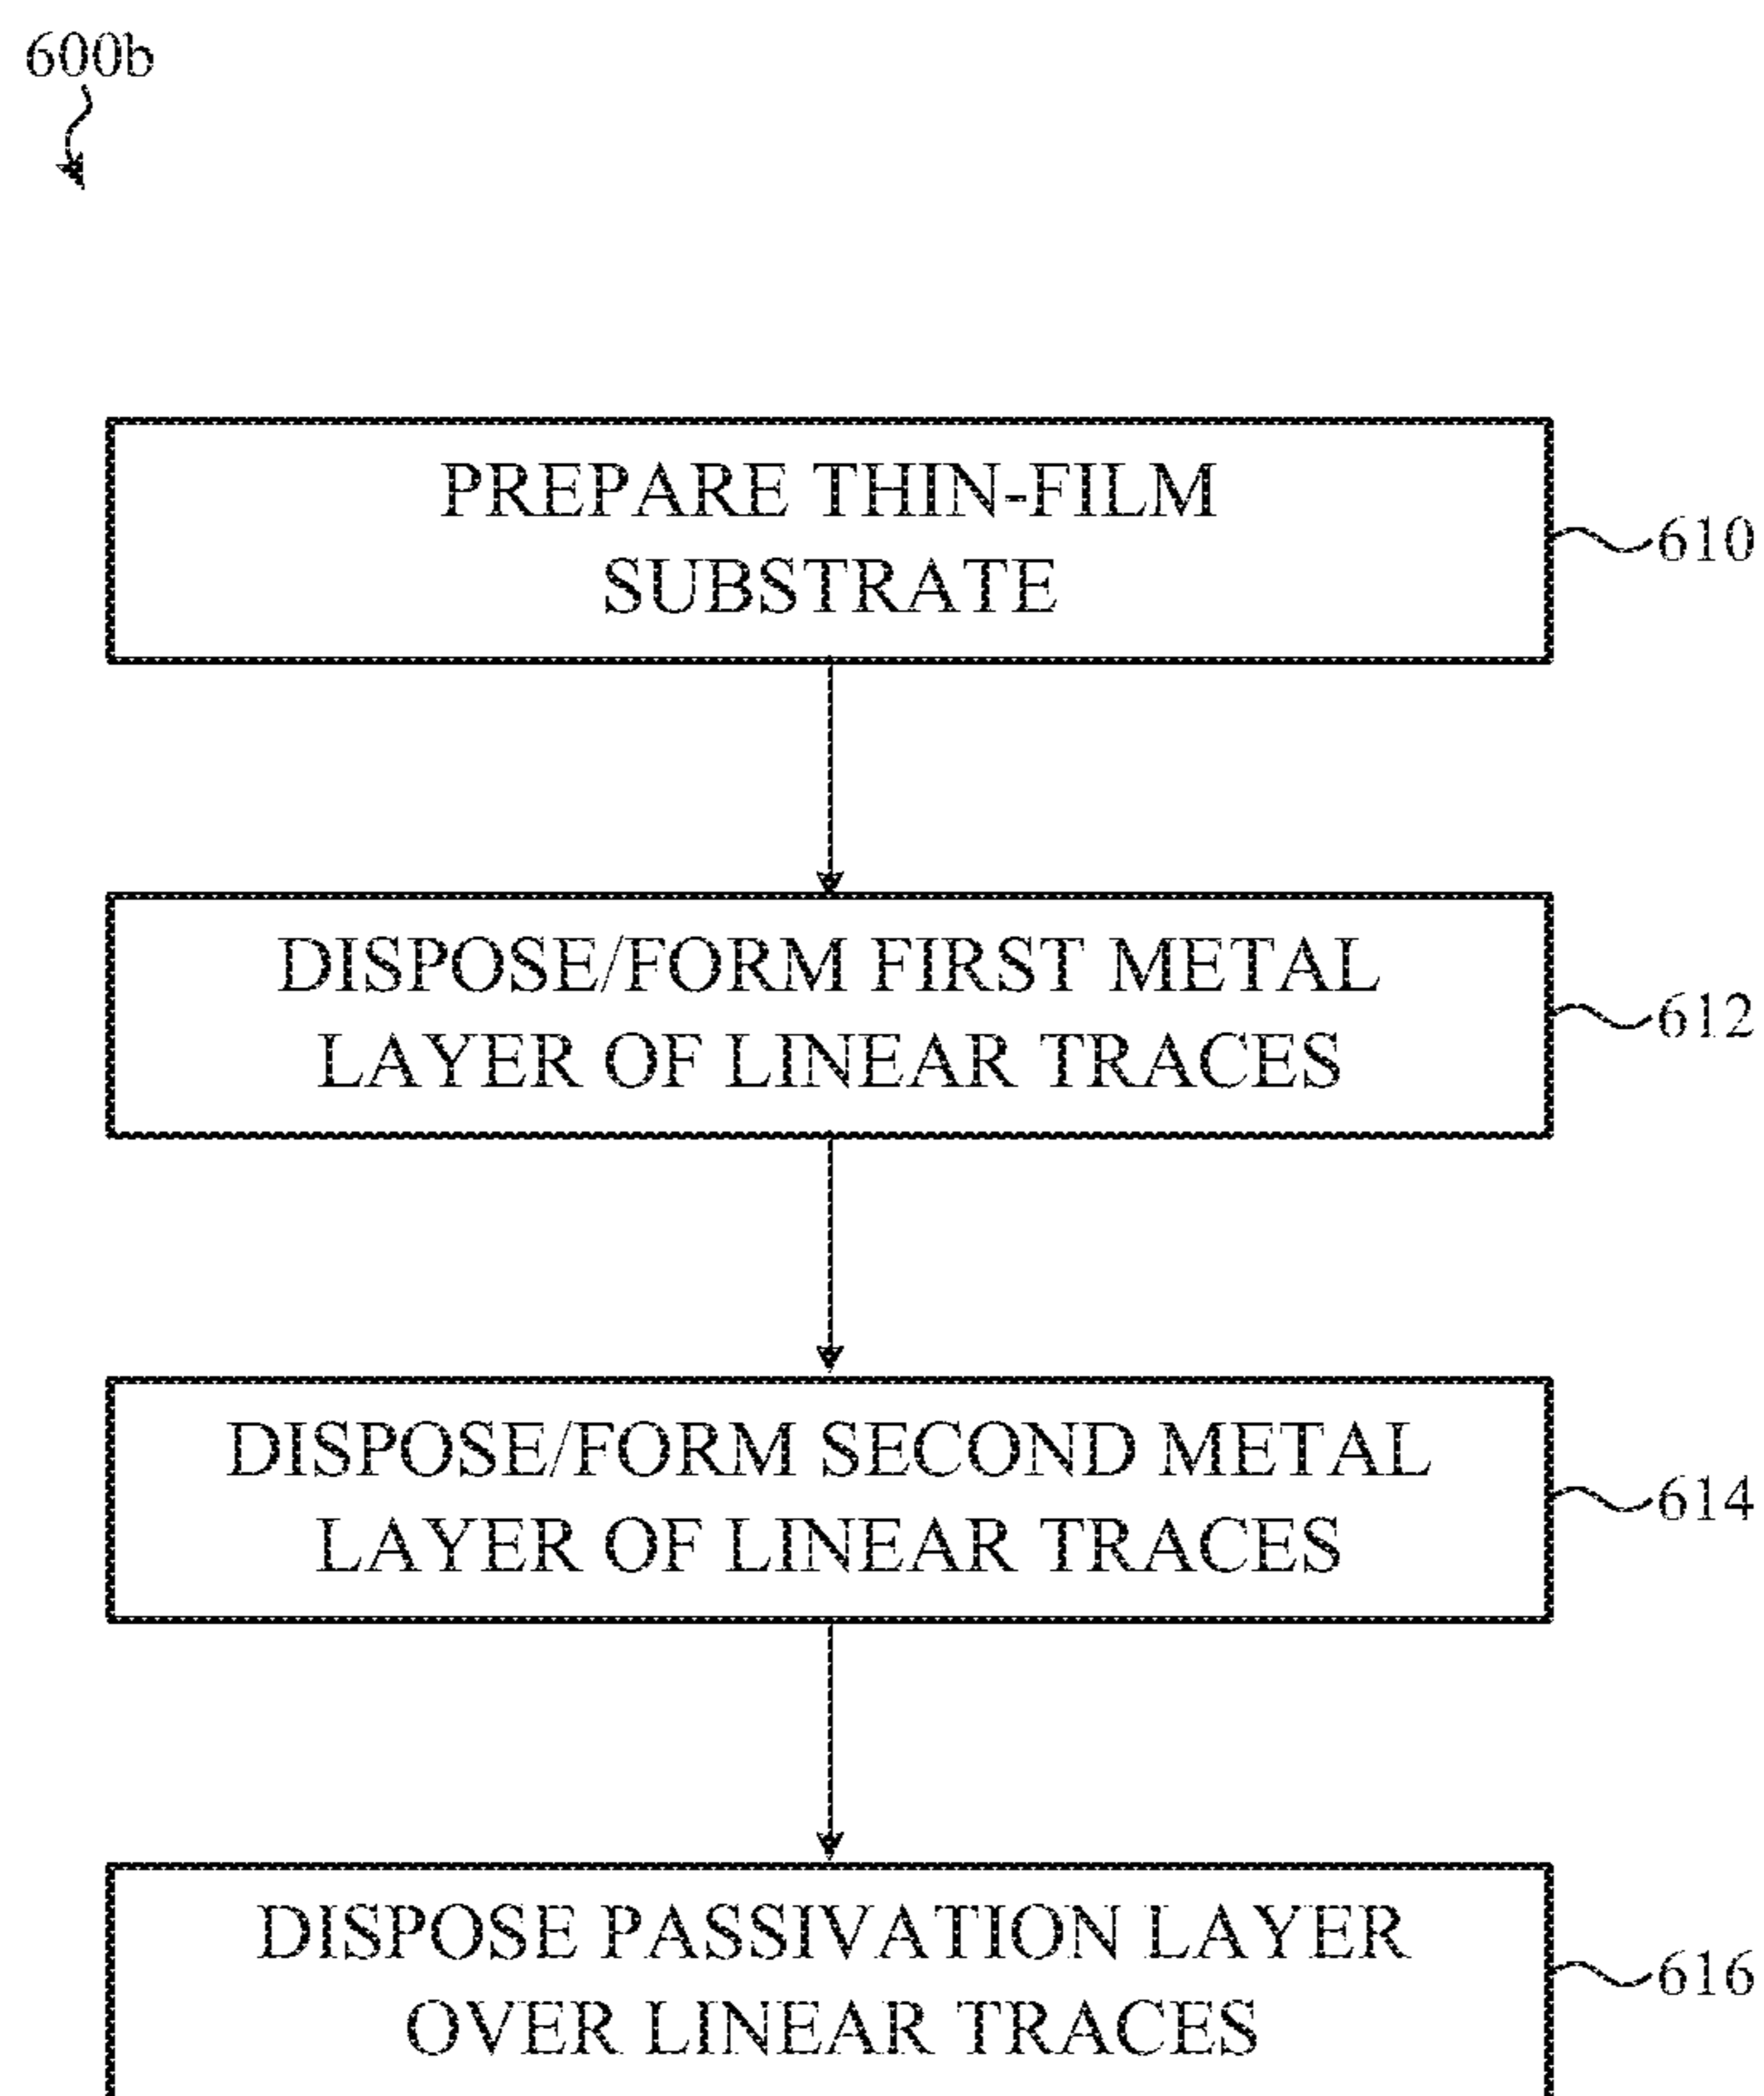 600b
PREPARE THIN-FILM
SUBSTRATE
610
DISPOSE/FORM FIRST METAL
LAYER OF LINEAR TRACES
612
DISPOSE/FORM SECOND METAL
LAYER OF LINEAR TRACES
614
DISPOSE PASSIVATION LAYER
OVER LINEAR TRACES
616